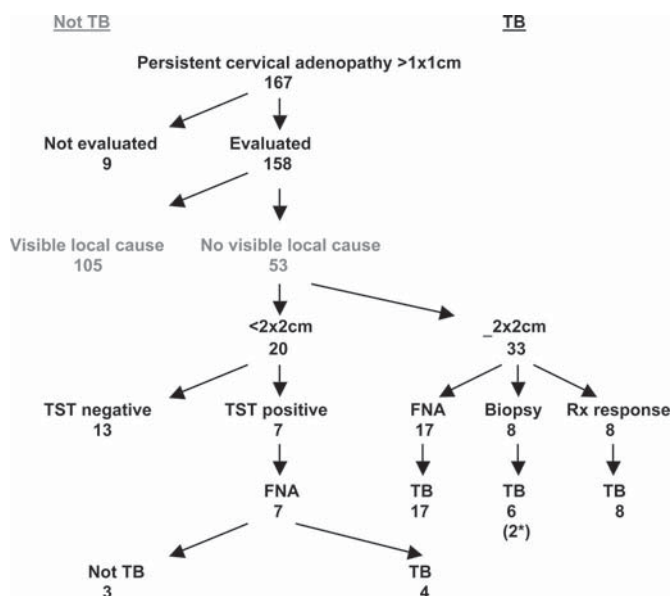 Not TB TB
Persistent cervical adenopathy >1x1cm
167
Not evaluated Evaluated
9 158
Visible local cause No visible local cause
105 53
<2x2cm _2x2cm
20 33
TST negative TST positive FNA Biopsy Rx response
13 7 17 8 8
FNA TB TB TB
7 17 6 8
(2*)
Not TB TB
3 4